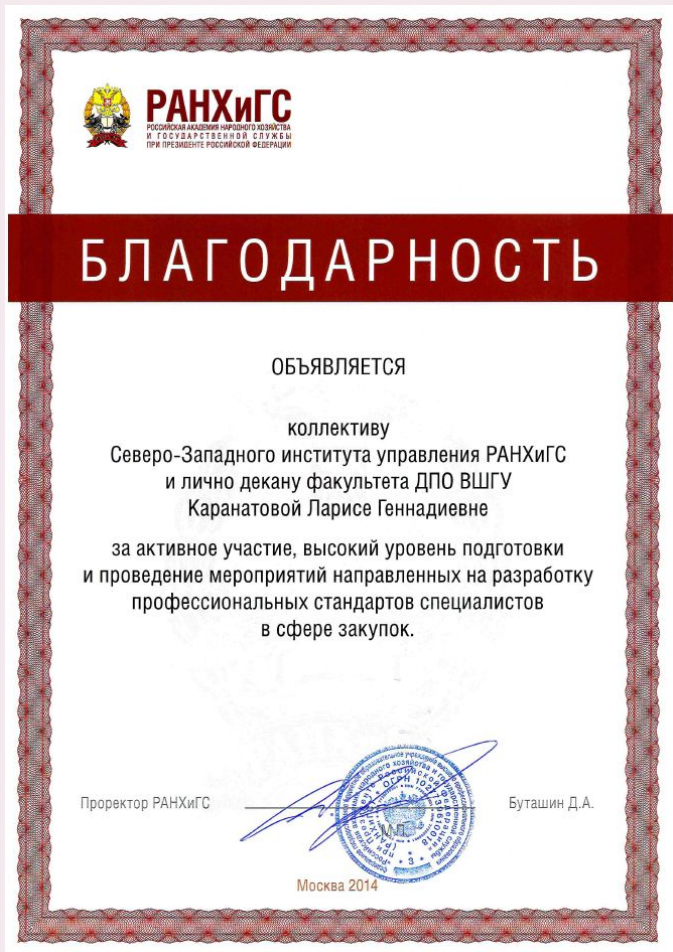 РАНХиГС
РОССИЙСКАЯ АКАДЕМИЯ НАРОДНОГО ХОЗЯЙСТВА
И ГОСУДАРСТВЕННОЙ СЛУЖБЫ
ПРИ ПРЕЗИДЕНТЕ РОССИЙСКОЙ ФЕДЕРАЦИИ
БЛАГОДАРНОСТЬ
ОБЪЯВЛЯЕТСЯ
коллективу
Северо-Западного института управления РАНХиГС
и лично декану факультета ДПО ВШГУ
Каранатовой Ларисе Геннадиевне
за активное участие, высокий уровень подготовки
и проведение мероприятий направленных на разработку
профессиональных стандартов специалистов
в сфере закупок.
Проректор РАНХиГС
Буташин Д.А.
М.П.
Москва 2014